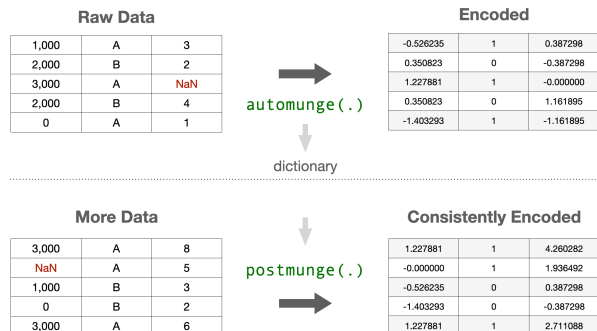 Raw Data
1,000 A 3
2,000 B 2
3,000 A NaN
2,000 B 4
0 A 1
automunge(.)
dictionary
Encoded
-0.526235 1 0.387298
0.350823 0 -0.387298
1.227881 1 -0.000000
0.350823 0 1.161895
-1.403293 1 -1.161895
More Data
3,000 A 8
NaN A 5
1,000 B 3
0 B 2
3,000 A 6
postmunge(.)
Consistently Encoded
1.227881 1 4.260282
-0.000000 1 1.936492
-0.526235 0 0.387298
-1.403293 0 -0.387298
1.227881 1 2.711088